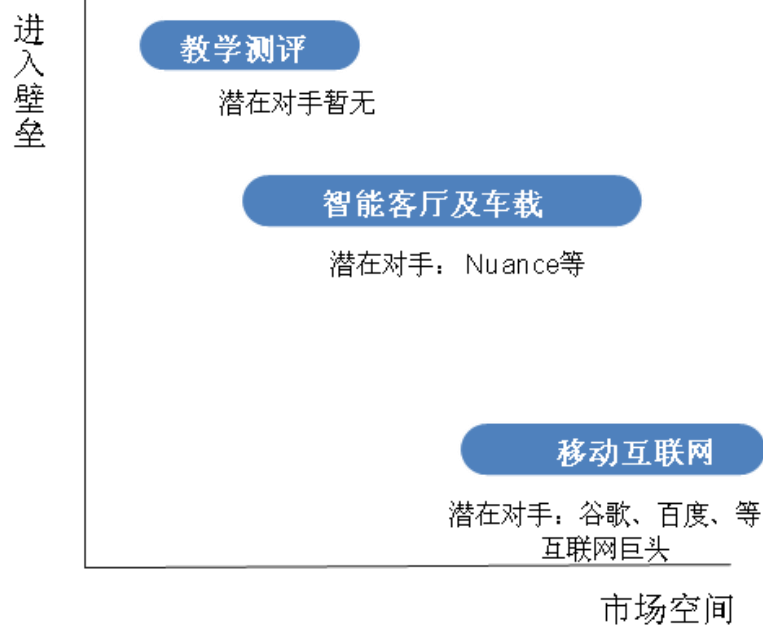 进入壁垒
教学测评
潜在对手暂无
智能客厅及车载
潜在对手： Nuance等
移动互联网
潜在对手：谷歌、百度、等
互联网巨头
市场空间